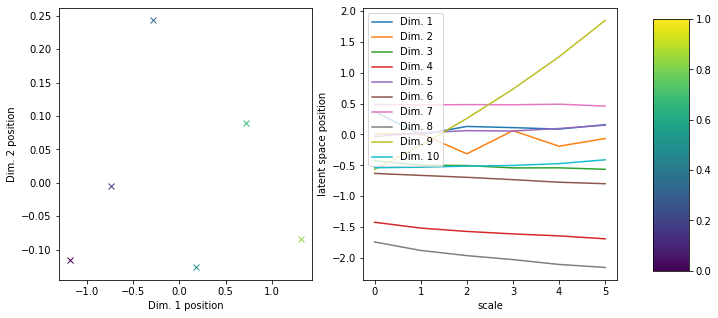 0.25
0.20
0.15
0.10
0.05
0.00
−0.05
−0.10
Dim. 2 position
−1.0
−0.5
0.0
0.5
1.0
Dim. 1 position
2.0
1.5
1.0
0.5
0.0
−0.5
−1.0
−1.5
−2.0
latent space position
Dim. 1
Dim. 2
Dim. 3
Dim. 4
Dim. 5
Dim. 6
Dim. 7
Dim. 8
Dim. 9
Dim. 10
0
1
2
3
4
5
scale
1.0
0.8
0.6
0.4
0.2
0.0